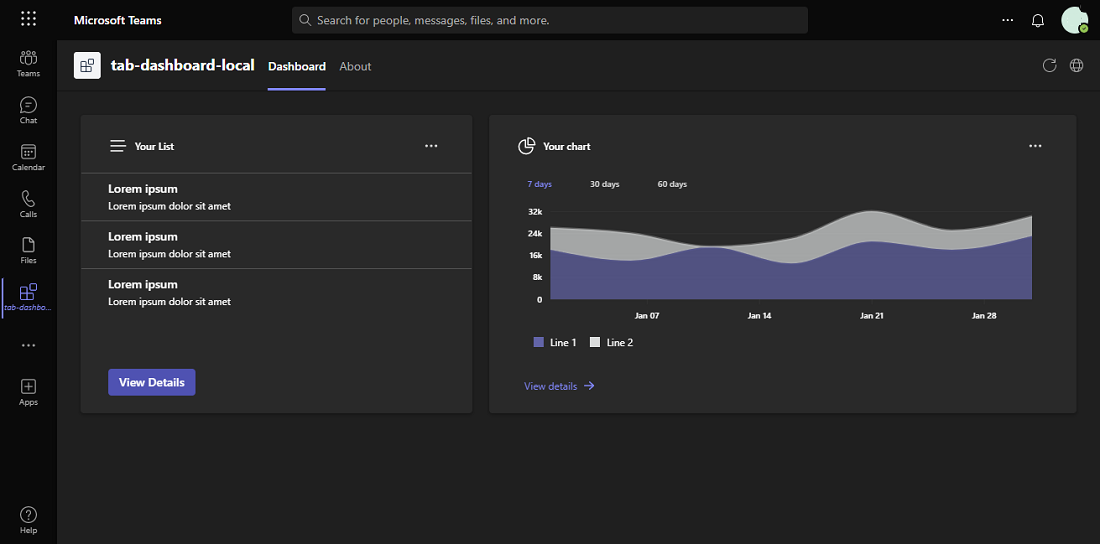 Microsoft Teams
Search for people, messages, files, and more.
Teams
Chat
Calendar
Calls
Files
tab-dashbo...
Apps
Help
tab-dashboard-local
Dashboard
About
Your List
Lorem ipsum
Lorem ipsum dolor sit amet
Lorem ipsum
Lorem ipsum dolor sit amet
Lorem ipsum
Lorem ipsum dolor sit amet
View Details
Your chart
7 days 30 days 60 days
32k
24k
16k
8k
0
Jan 07 Jan 14 Jan 21 Jan 28
Line 1 Line 2
View details